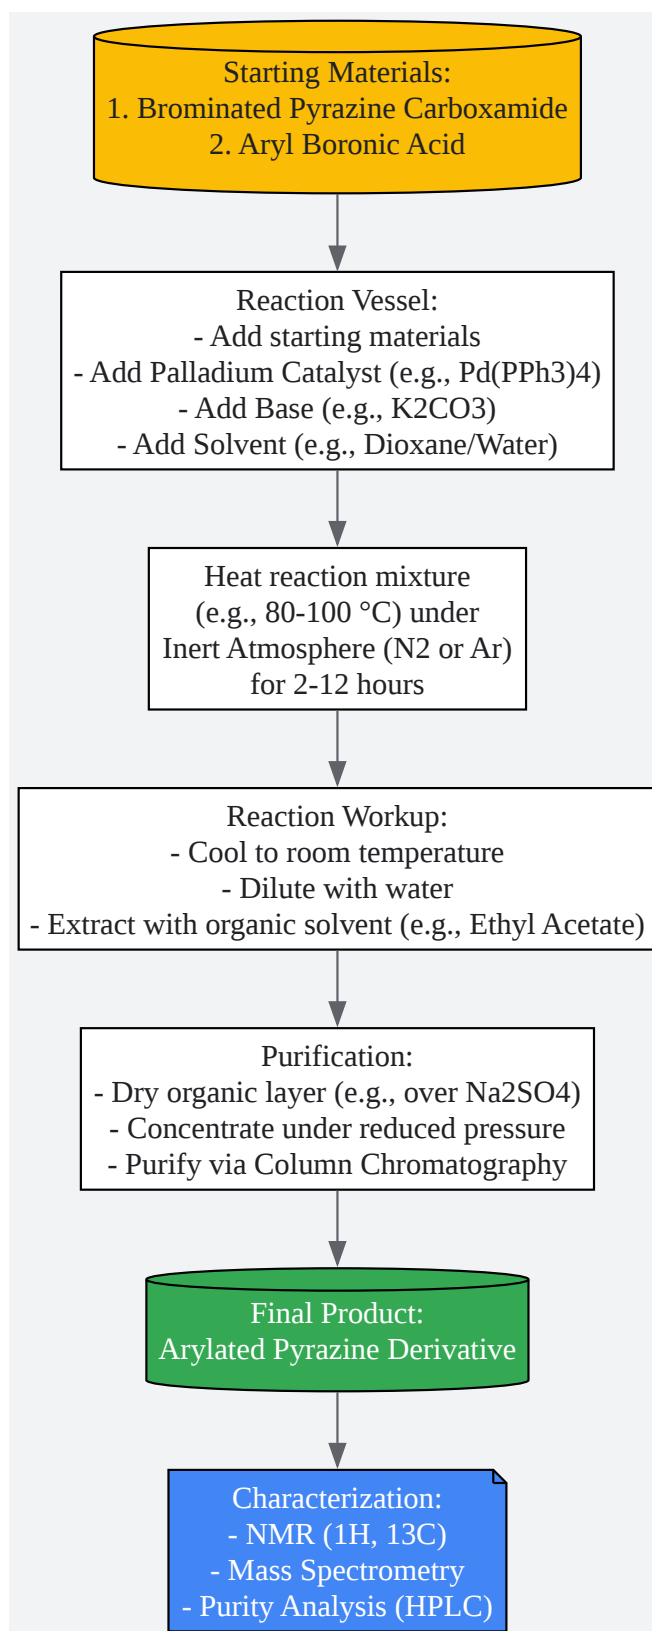 Starting Materials:
1. Brominated Pyrazine Carboxamide
2. Aryl Boronic Acid
Reaction Vessel:
- Add starting materials
- Add Palladium Catalyst (e.g., Pd(PPh3)4)
- Add Base (e.g., K2CO3)
- Add Solvent (e.g., Dioxane/Water)
Heat reaction mixture
(e.g., 80-100 °C) under
Inert Atmosphere (N2 or Ar)
for 2-12 hours
Reaction Workup:
- Cool to room temperature
- Dilute with water
- Extract with organic solvent (e.g., Ethyl Acetate)
Purification:
- Dry organic layer (e.g., over Na2SO4)
- Concentrate under reduced pressure
- Purify via Column Chromatography
Final Product:
Arylated Pyrazine Derivative
Characterization:
- NMR (1H, 13C)
- Mass Spectrometry
- Purity Analysis (HPLC)